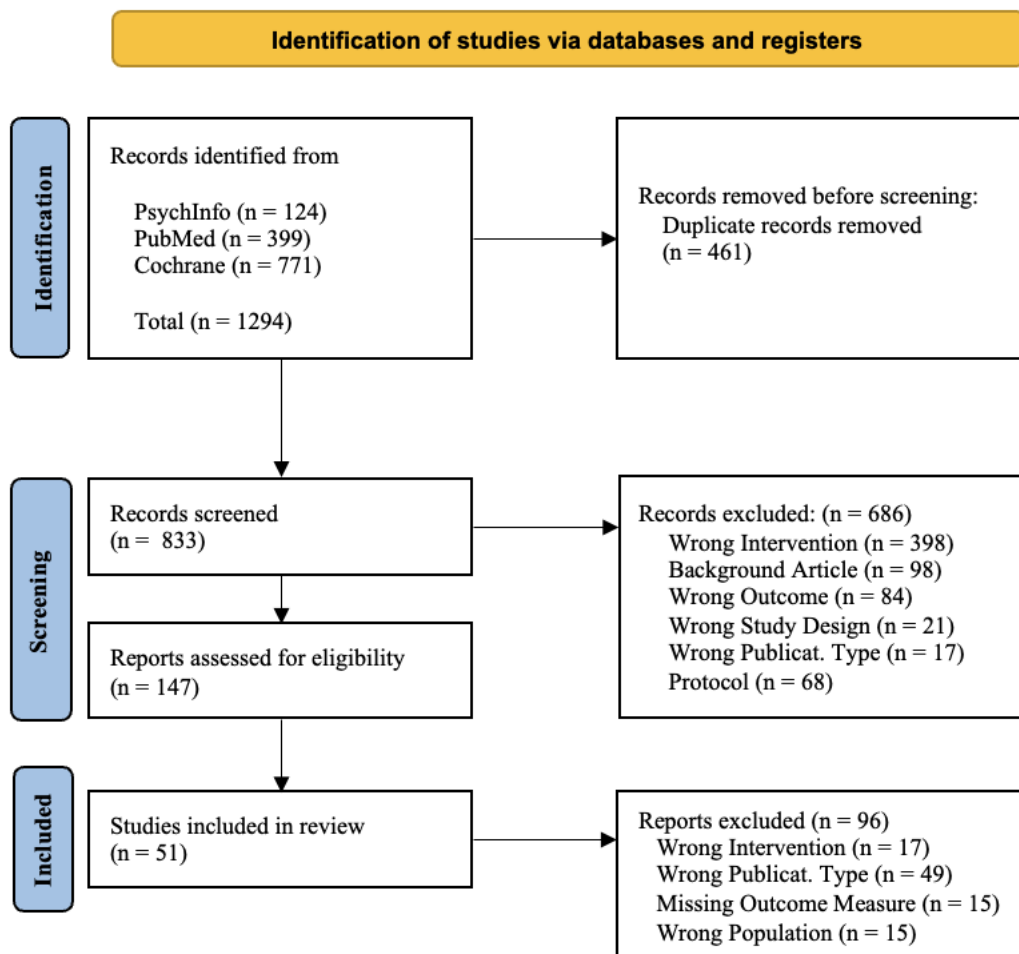 Identification of studies via databases and registers
Identification
Records identified from
PsychInfo (n = 124)
PubMed (n = 399)
Cochrane (n = 771)
Total (n = 1294)
Records removed before screening:
Duplicate records removed
(n = 461)
Screening
Records screened
(n =  833)
Records excluded: (n = 686)
Wrong Intervention (n = 398)
Background Article (n = 98)
Wrong Outcome (n = 84)
Wrong Study Design (n = 21)
Wrong Publicat. Type (n = 17)
Protocol (n = 68)
Reports assessed for eligibility
(n = 147)
Included
Studies included in review
(n = 51)
Reports excluded (n = 96)
Wrong Intervention (n = 17)
Wrong Publicat. Type (n = 49)
Missing Outcome Measure (n = 15)
Wrong Population (n = 15)